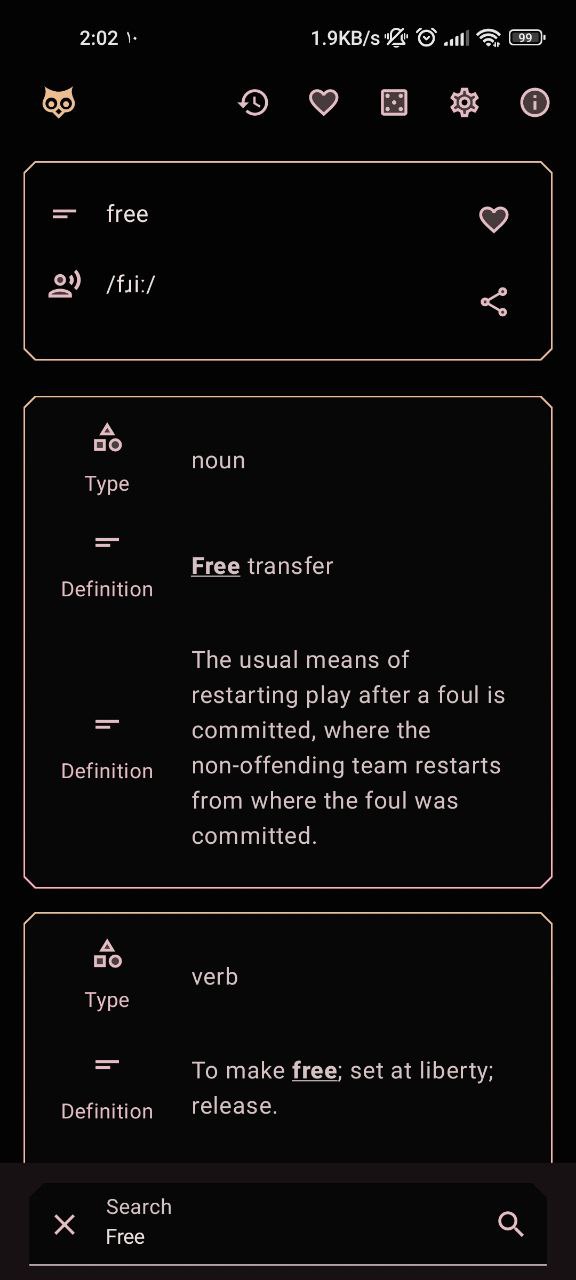 2:02 ١٠
1.9KB/s 99
free
/fɹiː/
Type
noun
Definition
Free transfer
Definition
The usual means of
restarting play after a foul is
committed, where the
non-offending team restarts
from where the foul was
committed.
Type
verb
Definition
To make free; set at liberty;
release.
Search
Free